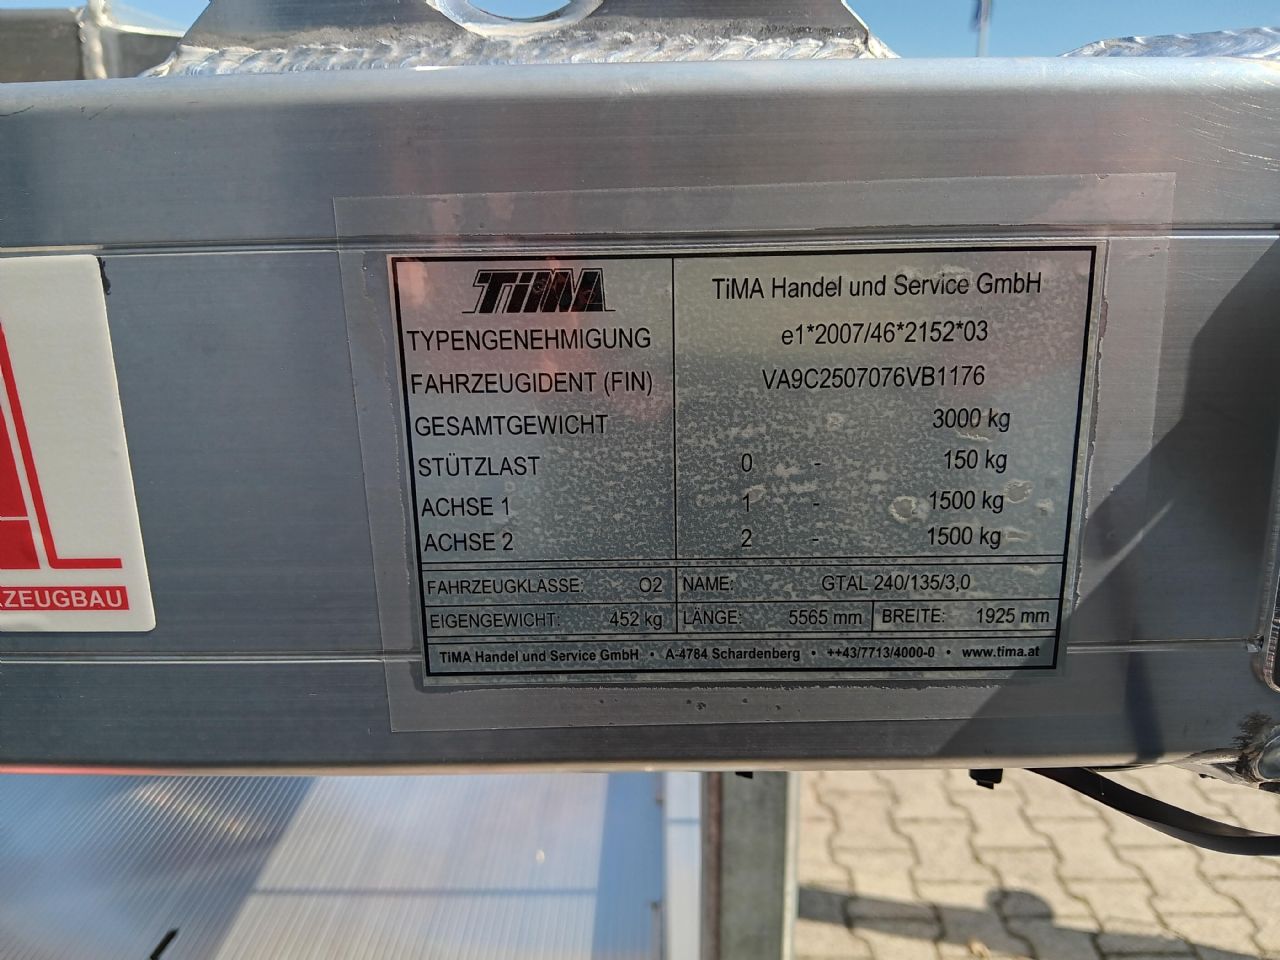 TiMA
TiMA Handel und Service GmbH
TYPENGENEHMIGUNG e1*2007/46*2152*03
FAHRZEUGIDENT (FIN) VA9C2507076VB1176
GESAMTGEWICHT 3000 kg
STÜTZLAST 0 - 150 kg
ACHSE 1 1 - 1500 kg
ACHSE 2 2 - 1500 kg
FAHRZEUGKLASSE: O2 NAME: GTAL 240/135/3,0
EIGENGEWICHT: 452 kg LÄNGE: 5565 mm BREITE: 1925 mm
TiMA Handel und Service GmbH • A-4784 Schardenberg • ++43/7713/4000-0 • www.tima.at
ZEUGBAU